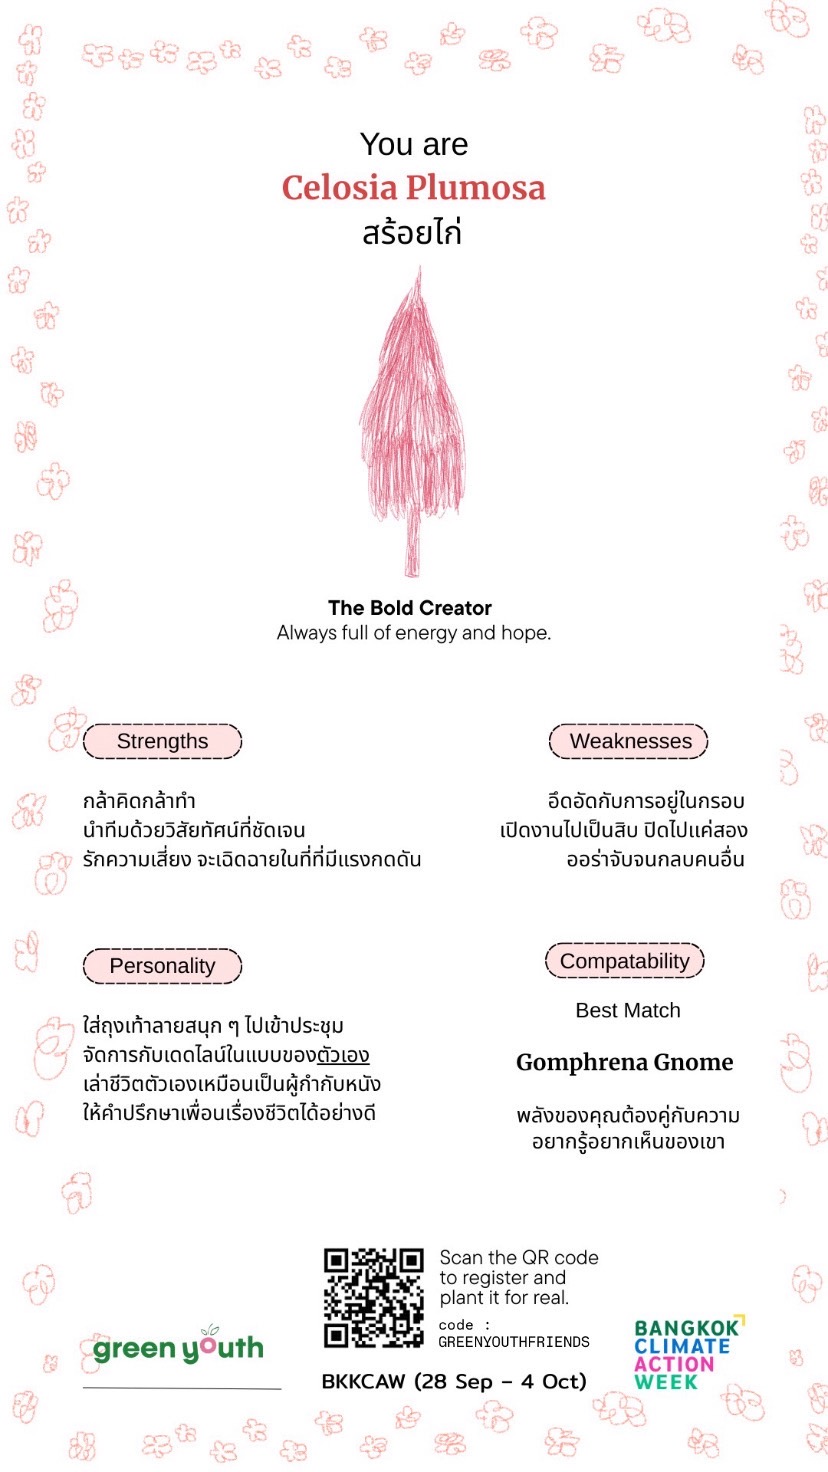 You are
Celosia Plumosa
สร้อยไก่
The Bold Creator
Always full of energy and hope.
Strengths
กล้าคิดกล้าทำ
นำทีมด้วยวิสัยทัศน์ที่ชัดเจน
รักความเสี่ยง จะเฉิดฉายในที่ที่มีแรงกดดัน
Weaknesses
อึดอัดกับการอยู่ในกรอบ
เปิดงานไปเป็นสิบ ปิดไปแค่สอง
ออร่าจับจนกลบคนอื่น
Personality
ใส่ถุงเท้าลายสนุก ๆ ไปเข้าประชุม
จัดการกับเดดไลน์ในแบบของตัวเอง
เล่าชีวิตตัวเองเหมือนเป็นผู้กำกับหนัง
ให้คำปรึกษาเพื่อนเรื่องชีวิตได้อย่างดี
Compatability
Best Match
Gomphrena Gnome
พลังของคุณต้องคู่กับความ
อยากรู้อยากเห็นของเขา
green youth
Scan the QR code
to register and
plant it for real.
code :
GREENYOUTHFRIENDS
BKKCAW (28 Sep – 4 Oct)
BANGKOK
CLIMATE
ACTION
WEEK